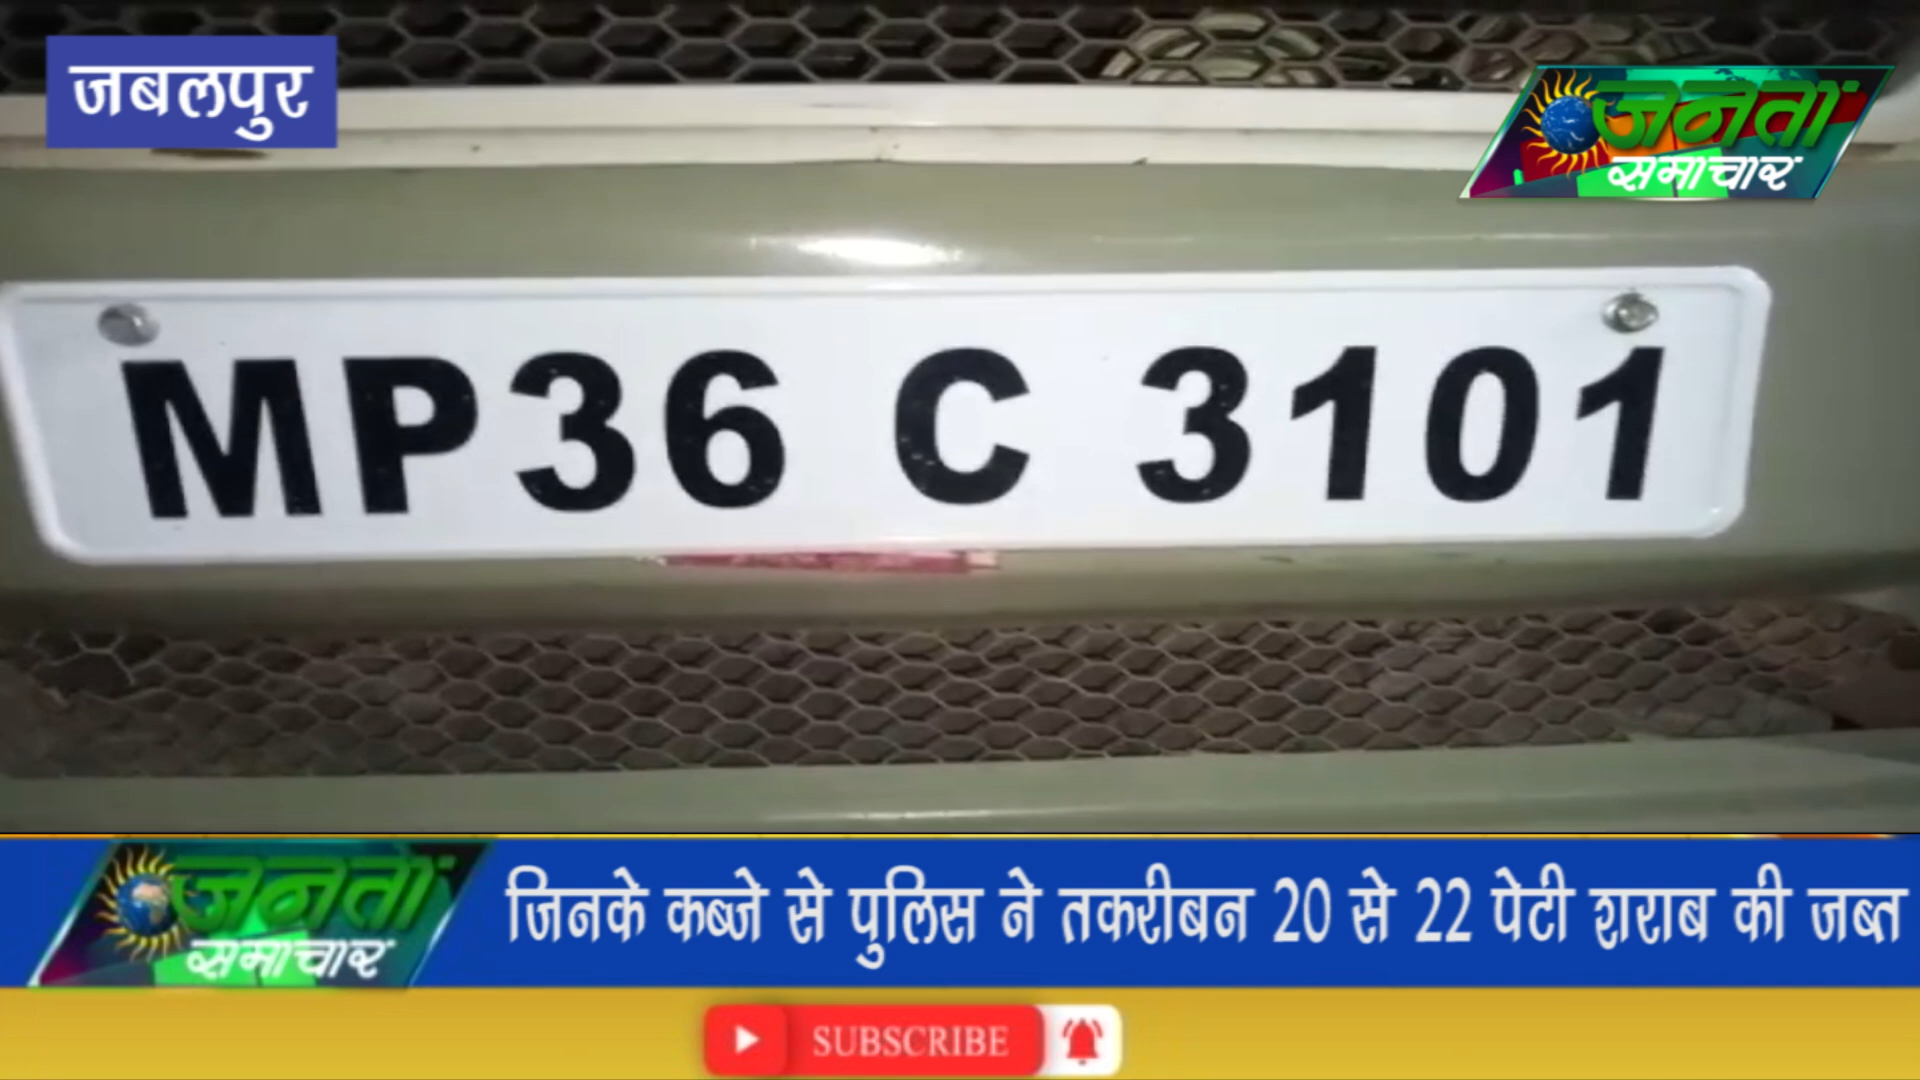 जबलपुर
जनता
समाचार
MP36 C 3101
जनता
समाचार
जिनके कब्जे से पुलिस ने तकरीबन 20 से 22 पेटी शराब की जब्त
SUBSCRIBE